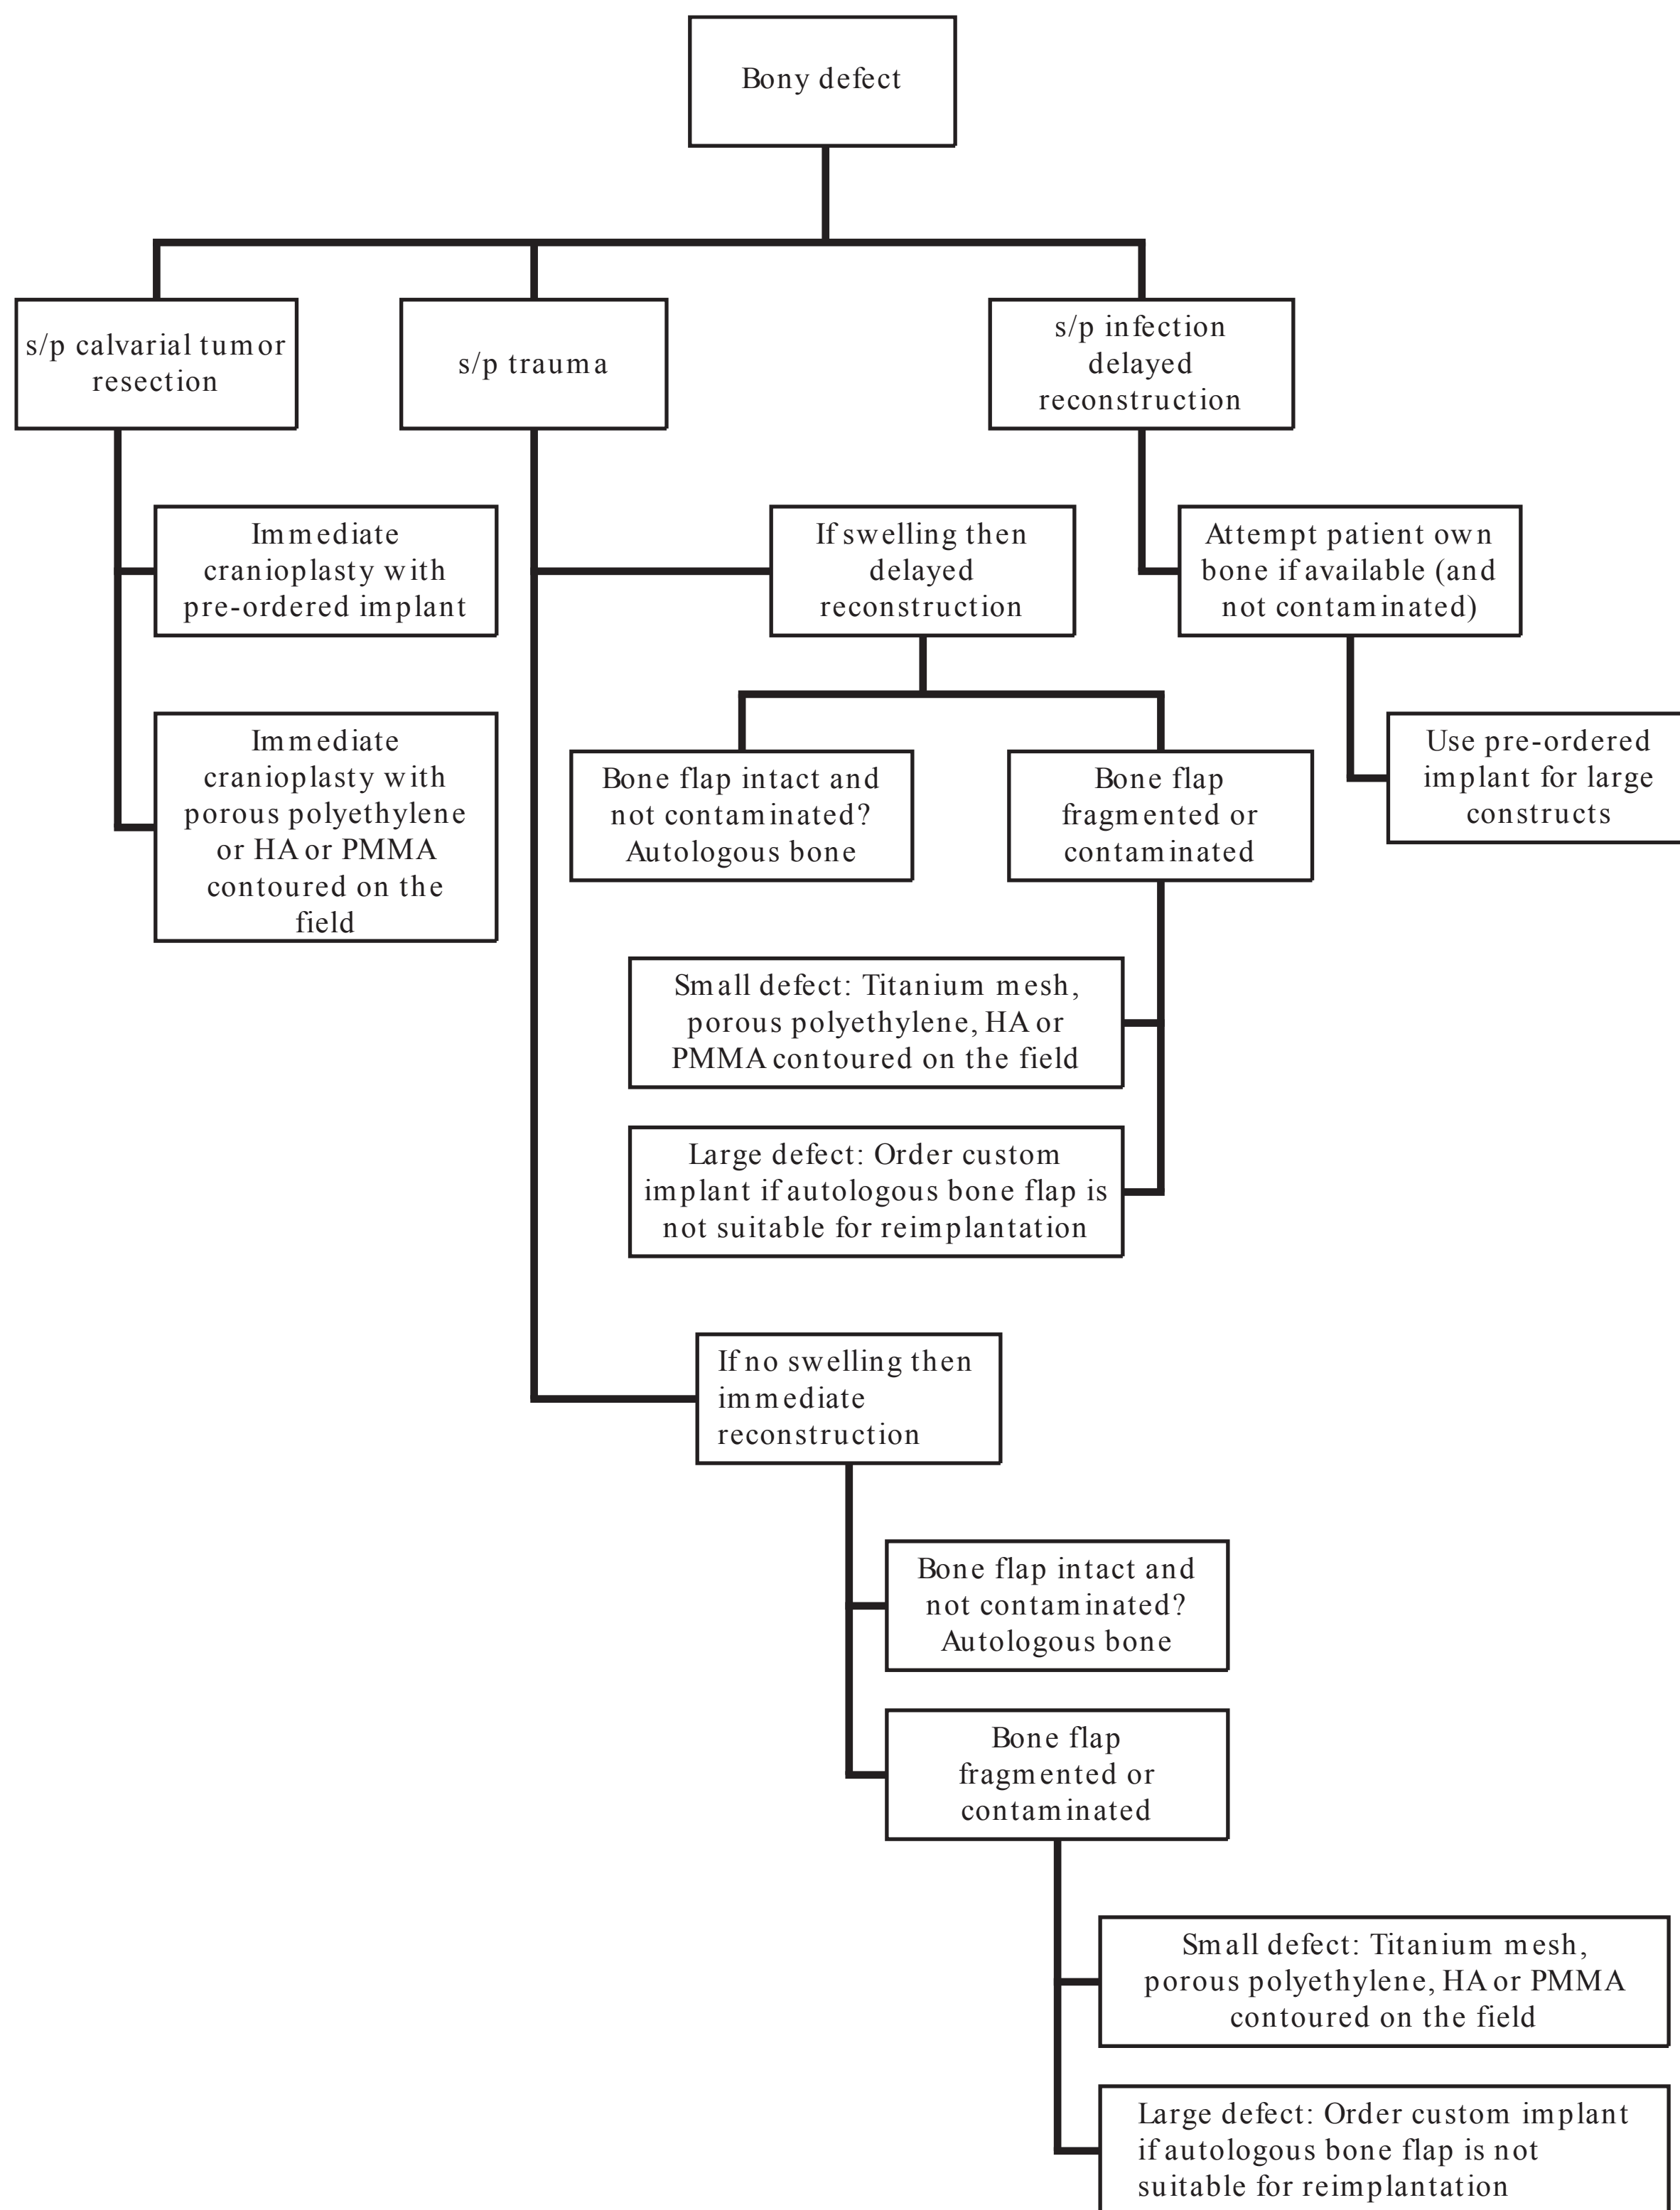 Bony defect
s/p calvarial tumor
resection
s/p trauma
s/p infection
delayed
reconstruction
Immediate
cranioplasty with
pre-ordered implant
If swelling then
delayed
reconstruction
Attempt patient own
bone if available (and
not contaminated)
Immediate
cranioplasty with
porous polyethylene
or HA or PMMA
contoured on the
field
Bone flap intact and
not contaminated?
Autologous bone
Bone flap
fragmented or
contaminated
Use pre-ordered
implant for large
constructs
Small defect: Titanium mesh,
porous polyethylene, HA or
PMMA contoured on the field
Large defect: Order custom
implant if autologous bone flap is
not suitable for reimplantation
If no swelling then
immediate
reconstruction
Bone flap intact and
not contaminated?
Autologous bone
Bone flap
fragmented or
contaminated
Small defect: Titanium mesh,
porous polyethylene, HA or PMMA
contoured on the field
Large defect: Order custom implant
if autologous bone flap is not
suitable for reimplantation